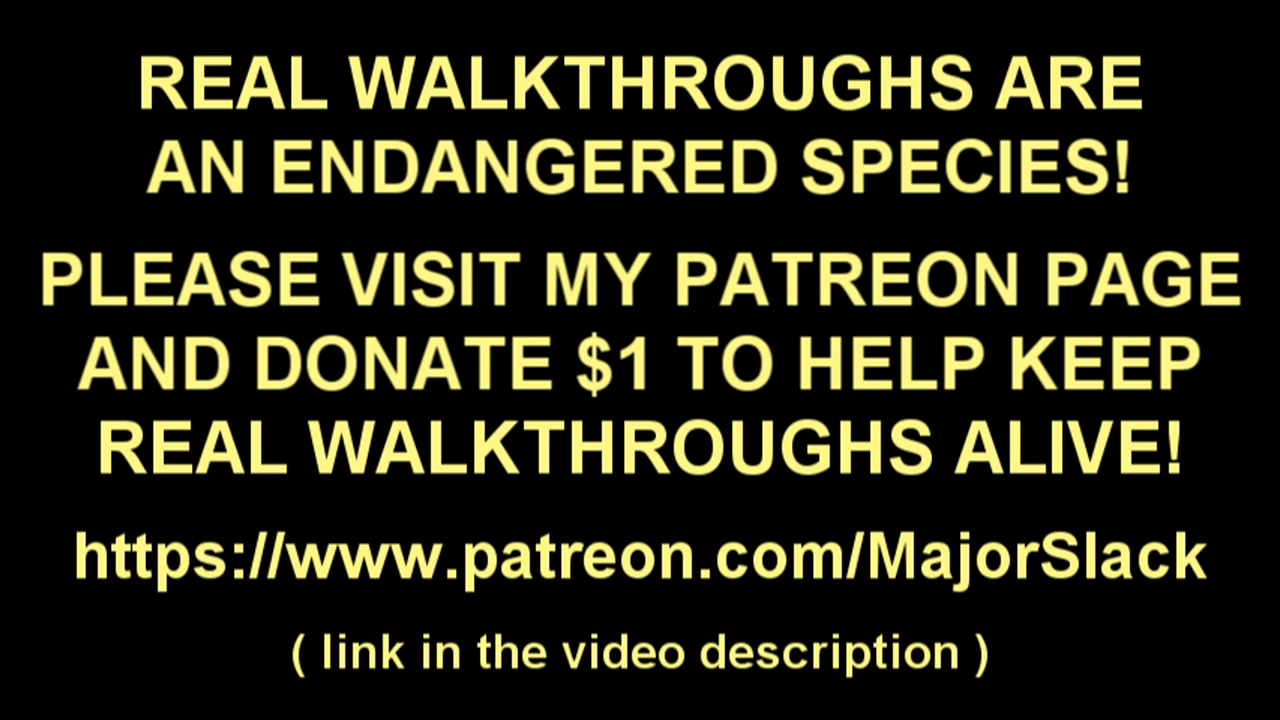 REAL WALKTHROUGHS ARE
AN ENDANGERED SPECIES!
PLEASE VISIT MY PATREON PAGE
AND DONATE $1 TO HELP KEEP
REAL WALKTHROUGHS ALIVE!
https://www.patreon.com/MajorSlack
( link in the video description )